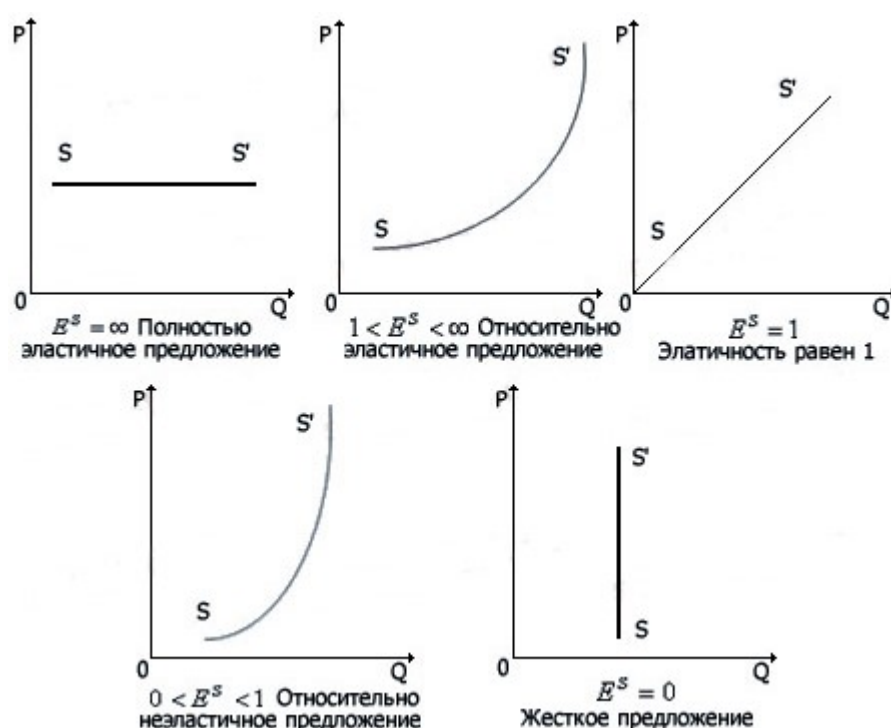 P
S S'
0 Q
E^S = ∞ Полностью
эластичное предложение
P
S'
S
0 Q
1 < E^S < ∞ Относительно
эластичное предложение
P
S'
S
0 Q
E^S = 1
Элатичность равен 1
P
S'
S
0 Q
0 < E^S < 1 Относительно
неэластичное предложение
P
S'
S
0 Q
E^S = 0
Жесткое предложение